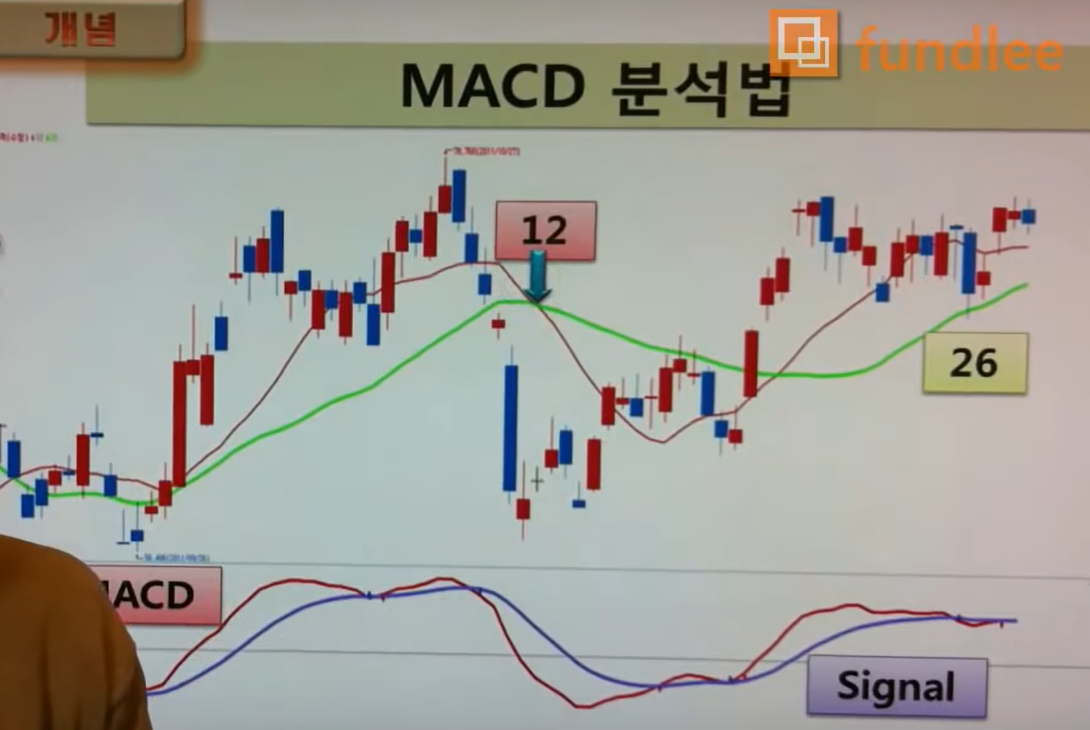 개념
fundlee
MACD 분석법
12
26
MACD
Signal